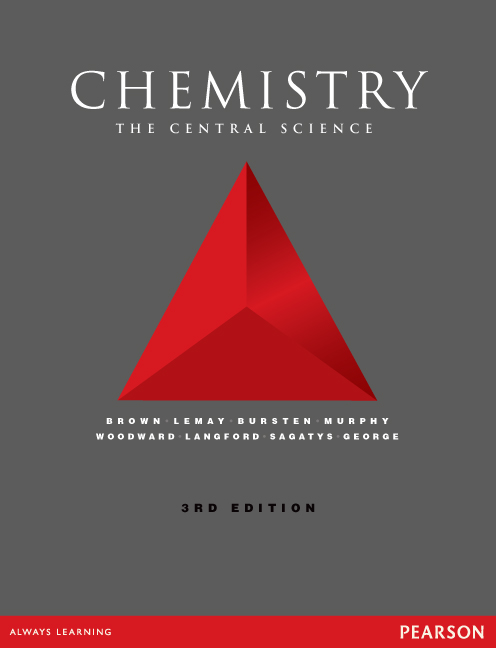 CHEMISTRY
THE CENTRAL SCIENCE
BROWN · LEMAY · BURSTEN · MURPHY
WOODWARD · LANGFORD · SAGATYS · GEORGE
3RD EDITION
ALWAYS LEARNING
PEARSON